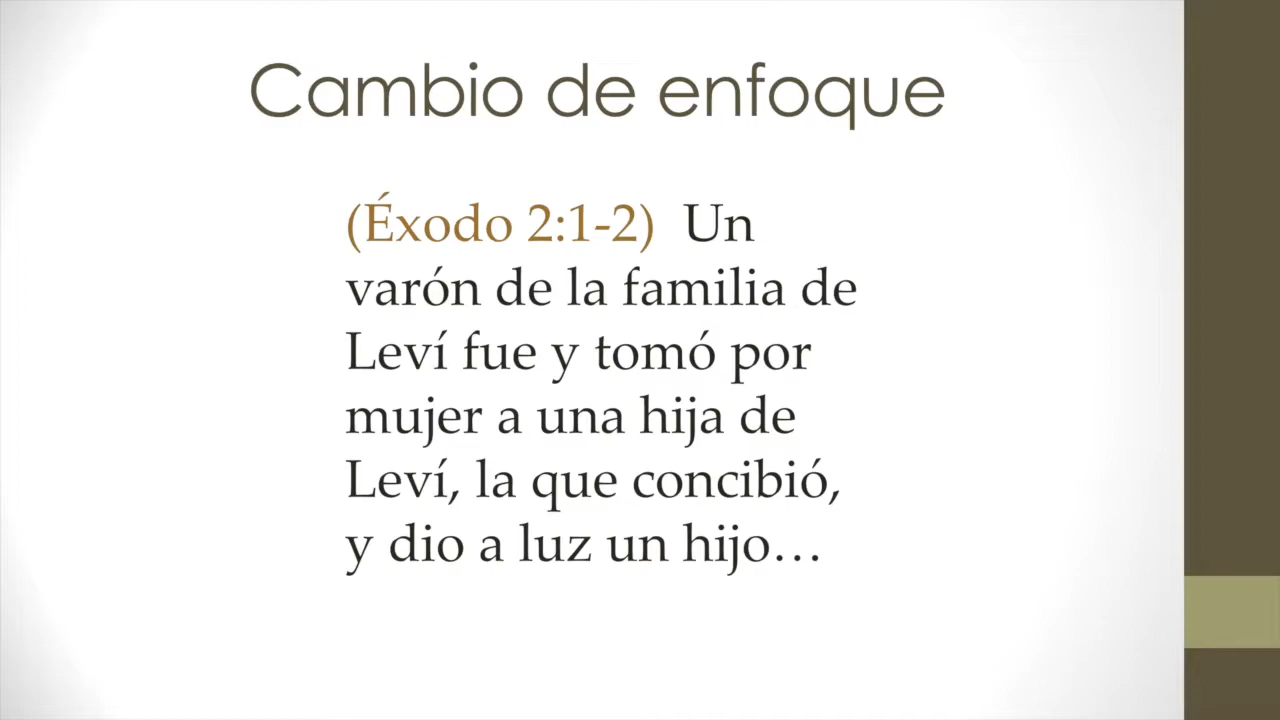 Cambio de enfoque
(Éxodo 2:1-2)  Un
varón de la familia de
Leví fue y tomó por
mujer a una hija de
Leví, la que concibió,
y dio a luz un hijo…